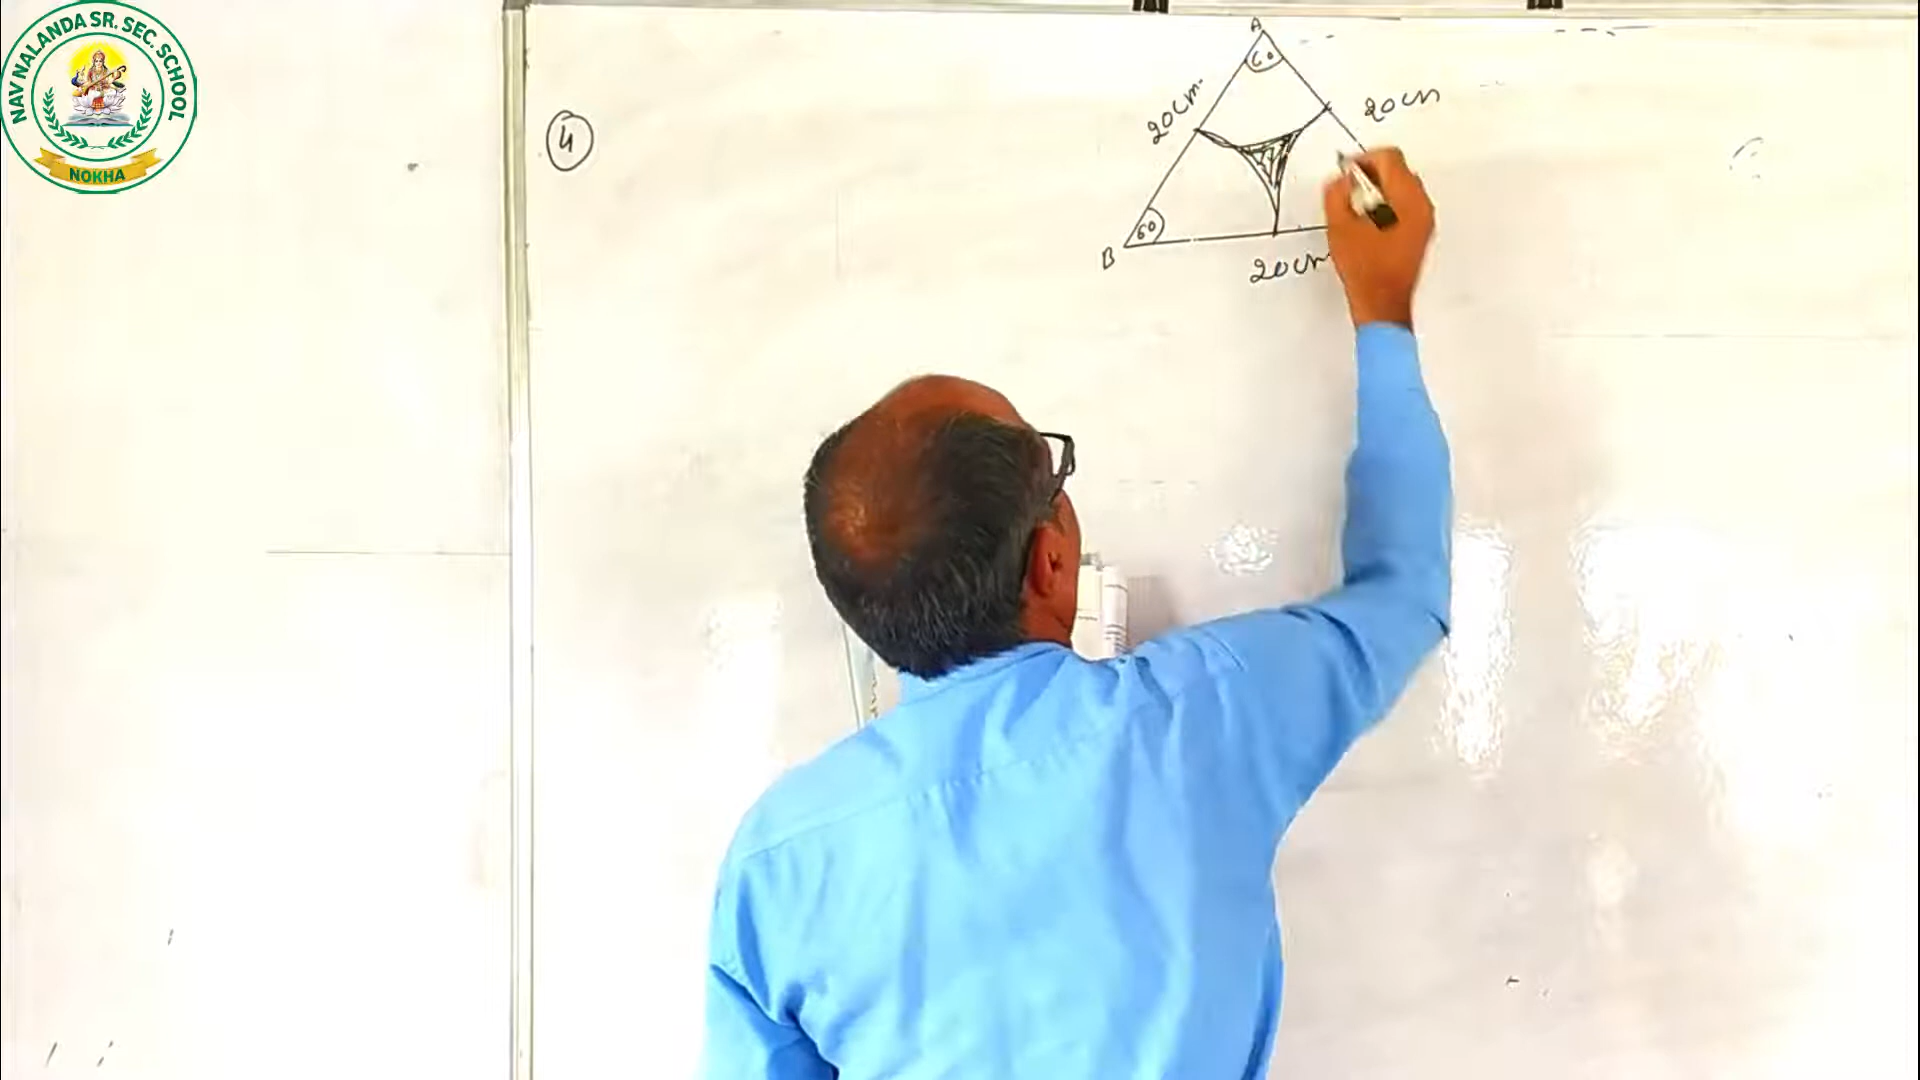 NAV NALANDA SR. SEC. SCHOOL
NOKHA
4
A
60
20cm
20cm
60
B
20cm